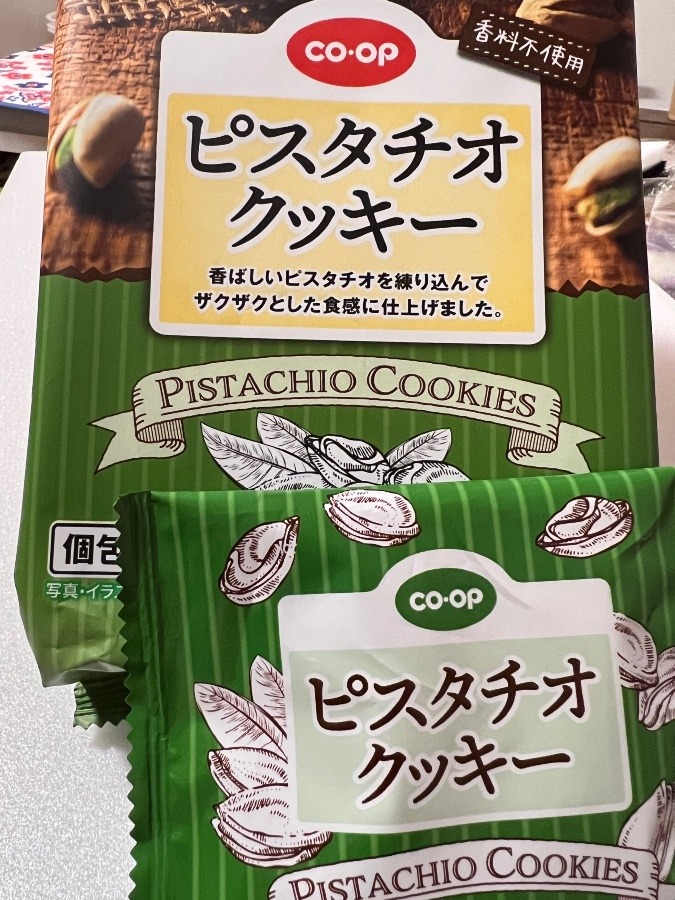 香料不使用
co·op
ピスタチオ
クッキー
香ばしいピスタチオを練り込んで
ザクザクとした食感に仕上げました。
PISTACHIO COOKIES
個包
写真・イラ
co·op
ピスタチオ
クッキー
PISTACHIO COOKIES